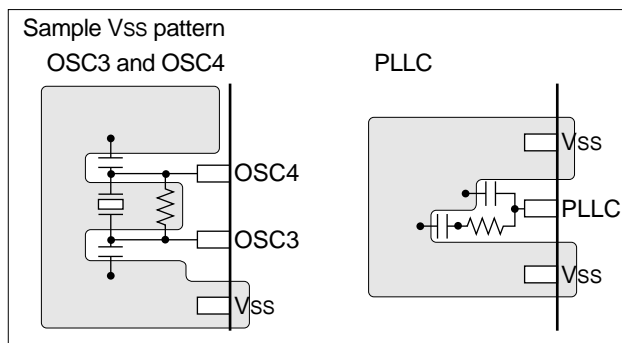 Sample VSS pattern
OSC3 and OSC4
PLLC
OSC4
OSC3
VSS
VSS
PLLC
VSS